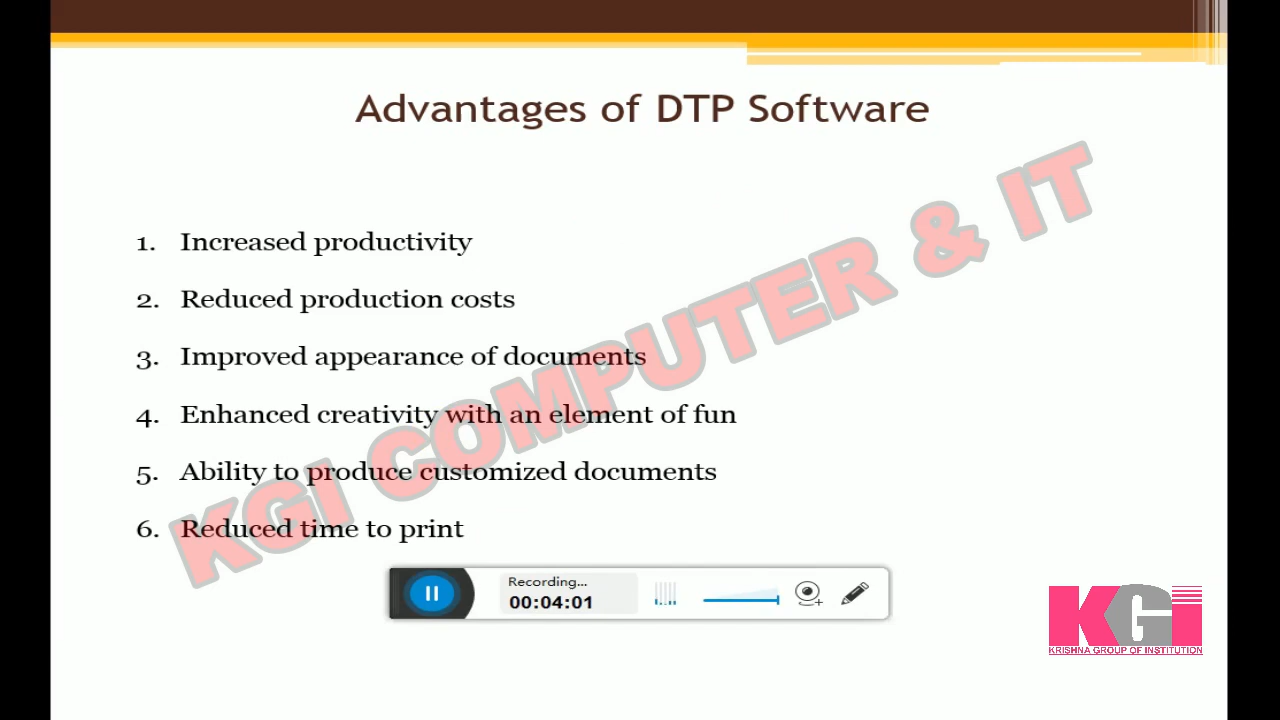 Advantages of DTP Software
1. Increased productivity
2. Reduced production costs
3. Improved appearance of documents
4. Enhanced creativity with an element of fun
5. Ability to produce customized documents
6. Reduced time to print
KGI COMPUTER & IT
Recording...
00:04:01
KGi
KRISHNA GROUP OF INSTITUTION